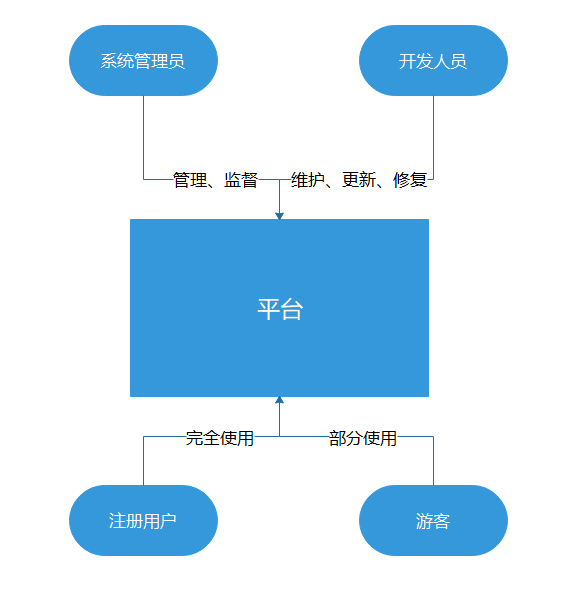 系统管理员
开发人员
管理、监督
维护、更新、修复
平台
完全使用
部分使用
注册用户
游客